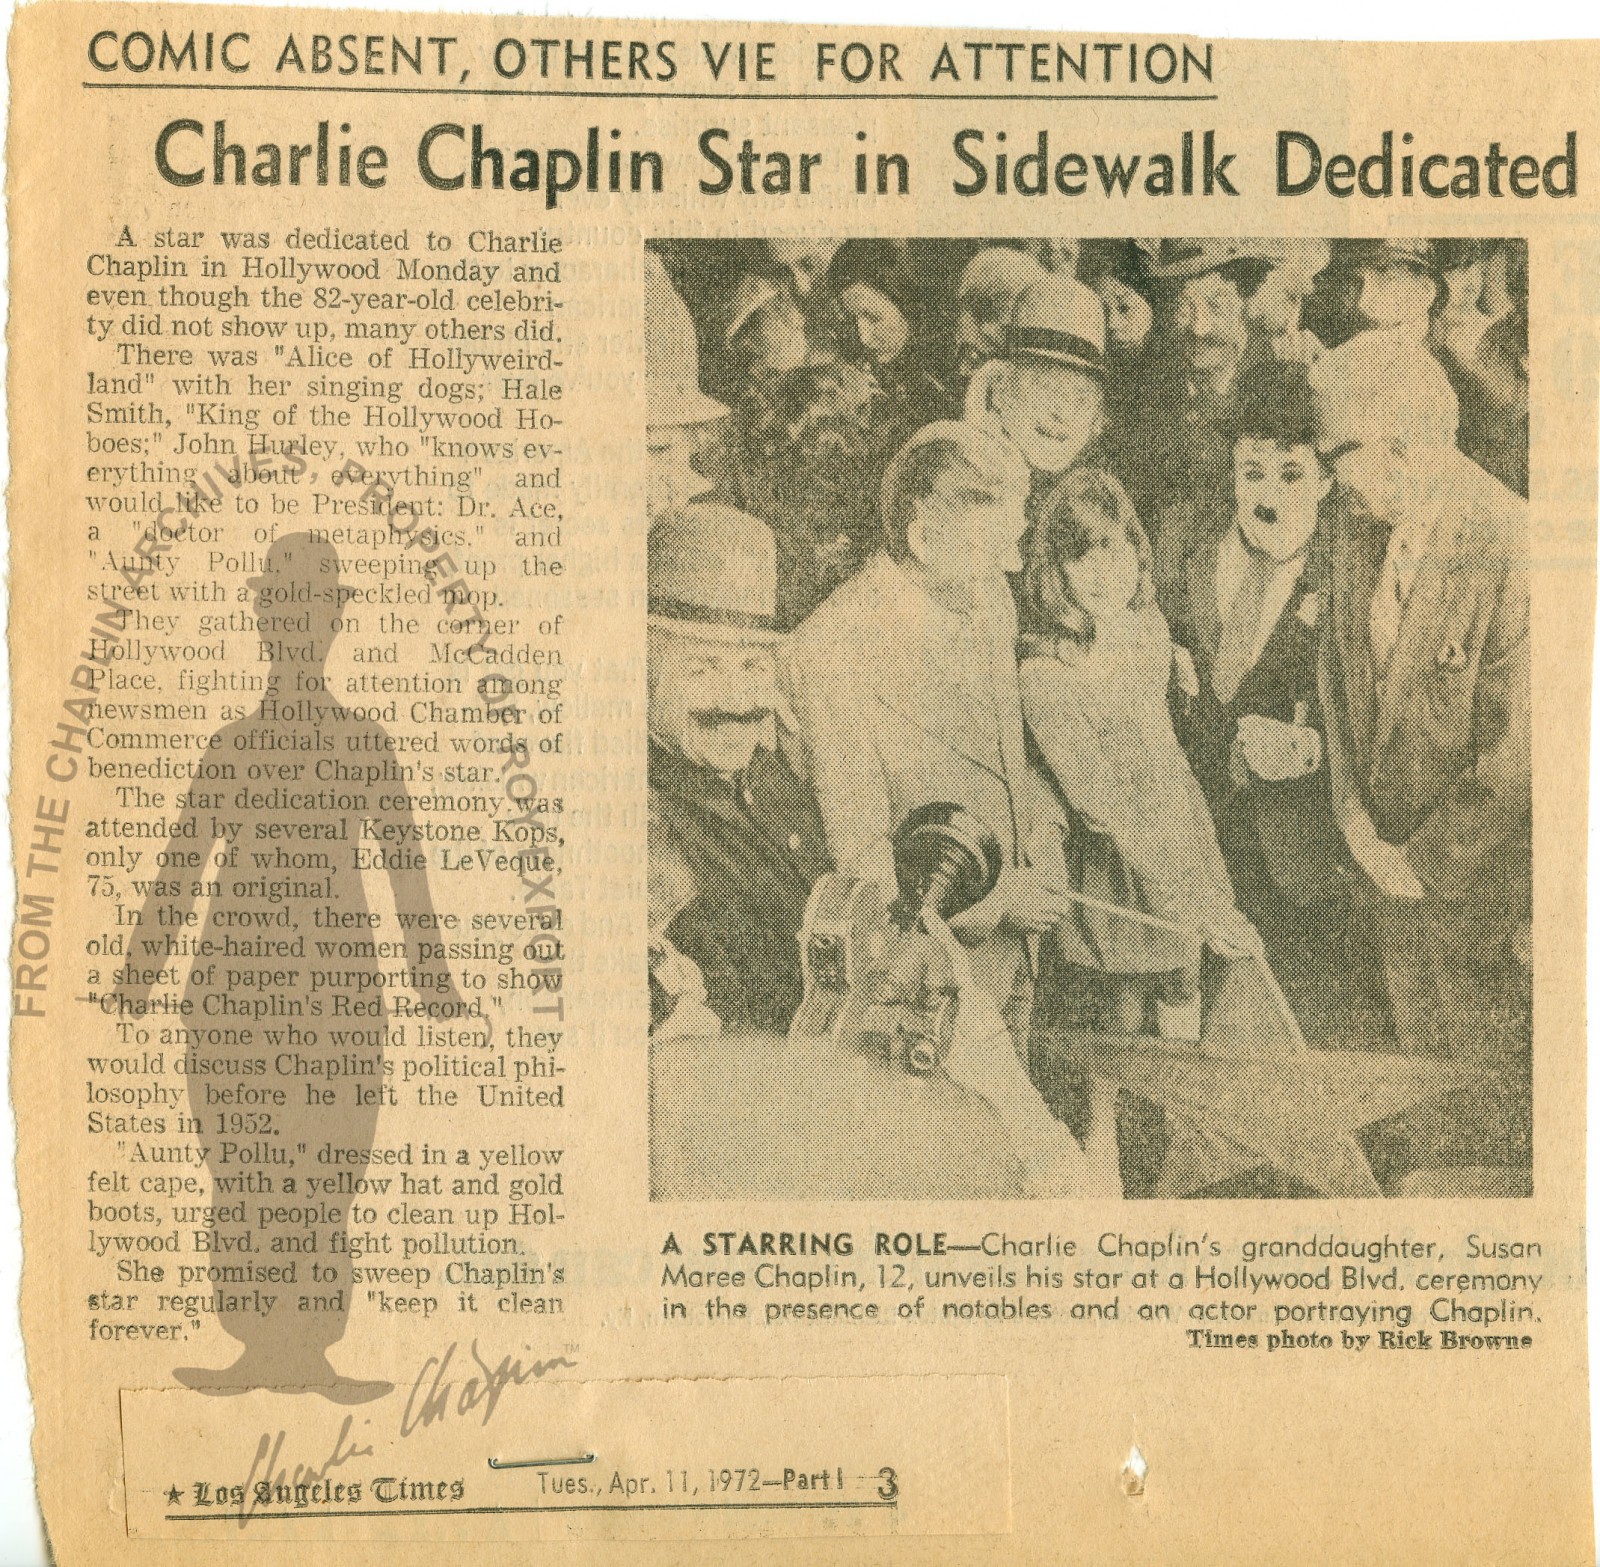 COMIC ABSENT, OTHERS VIE FOR ATTENTION
Charlie Chaplin Star in Sidewalk Dedicated
A star was dedicated to Charlie
Chaplin in Hollywood Monday and
even though the 82-year-old celebri-
ty did not show up, many others did.
There was "Alice of Hollyweird-
land" with her singing dogs; Hale
Smith, "King of the Hollywood Ho-
boes;" John Hurley, who "knows ev-
erything about everything" and
would like to be President: Dr. Ace,
a "doctor of metaphysics," and
"Aunty Pollu," sweeping up the
street with a gold-speckled mop.
They gathered on the corner of
Hollywood Blvd. and McCadden
Place, fighting for attention among
newsmen as Hollywood Chamber of
Commerce officials uttered words of
benediction over Chaplin's star.
The star dedication ceremony was
attended by several Keystone Kops,
only one of whom, Eddie LeVeque,
75, was an original.
In the crowd, there were several
old, white-haired women passing out
a sheet of paper purporting to show
"Charlie Chaplin's Red Record."
To anyone who would listen, they
would discuss Chaplin's political phi-
losophy before he left the United
States in 1952.
"Aunty Pollu," dressed in a yellow
felt cape, with a yellow hat and gold
boots, urged people to clean up Hol-
lywood Blvd. and fight pollution.
She promised to sweep Chaplin's
star regularly and "keep it clean
forever."
A STARRING ROLE—Charlie Chaplin's granddaughter, Susan
Maree Chaplin, 12, unveils his star at a Hollywood Blvd. ceremony
in the presence of notables and an actor portraying Chaplin.
Times photo by Rick Browne
FROM THE CHAPLIN ARCHIVES, PROPERTY OF ROY EXPORT
Charlie Chaplin™
★ Los Angeles Times Tues., Apr. 11, 1972—Part I 3